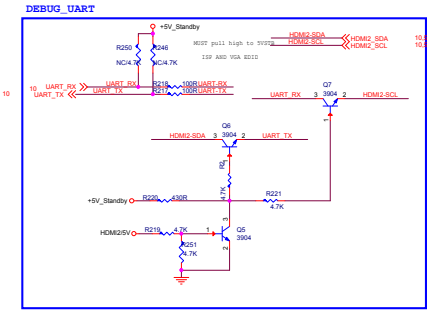 DEBUG_UART
+5V_Standby
R250
R246
NC/4.7K
NC/4.7K
MUST pull high to 5VSTB
ISP AND VGA EDID
HDMI2-SDA
HDMI2-SCL
HDMI2_SDA
HDMI2_SCL
10
10
UART_RX
UART_TX
UART_RX
UART_TX
R218
R217
100R
100R
UART-RX
UART-TX
Q7
UART_RX
3
3904
2
HDMI2-SCL
1
Q6
HDMI2-SDA
3
3904
2
UART_TX
1
4.7K
+5V_Standby
R220
430R
R221
4.7K
HDMI2/5V
R219
4.7K
1
3
Q5
3904
2
R251
4.7K